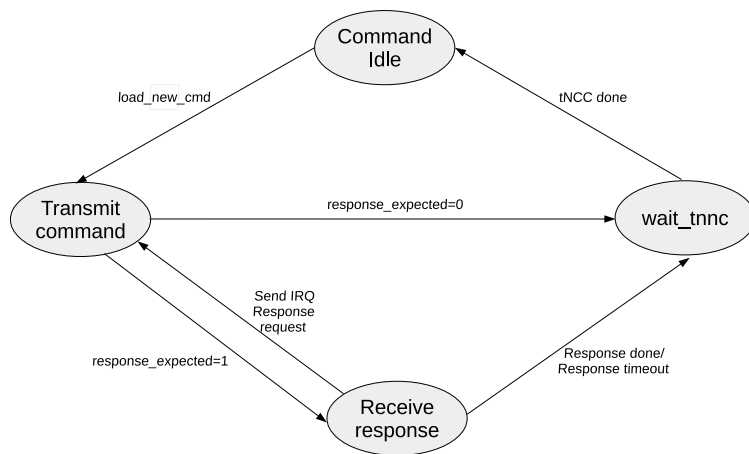 Command
Idle
load_new_cmd
tNCC done
Transmit
command
response_expected=0
wait_tnnc
Send IRQ
Response
request
response_expected=1
Response done/
Response timeout
Receive
response